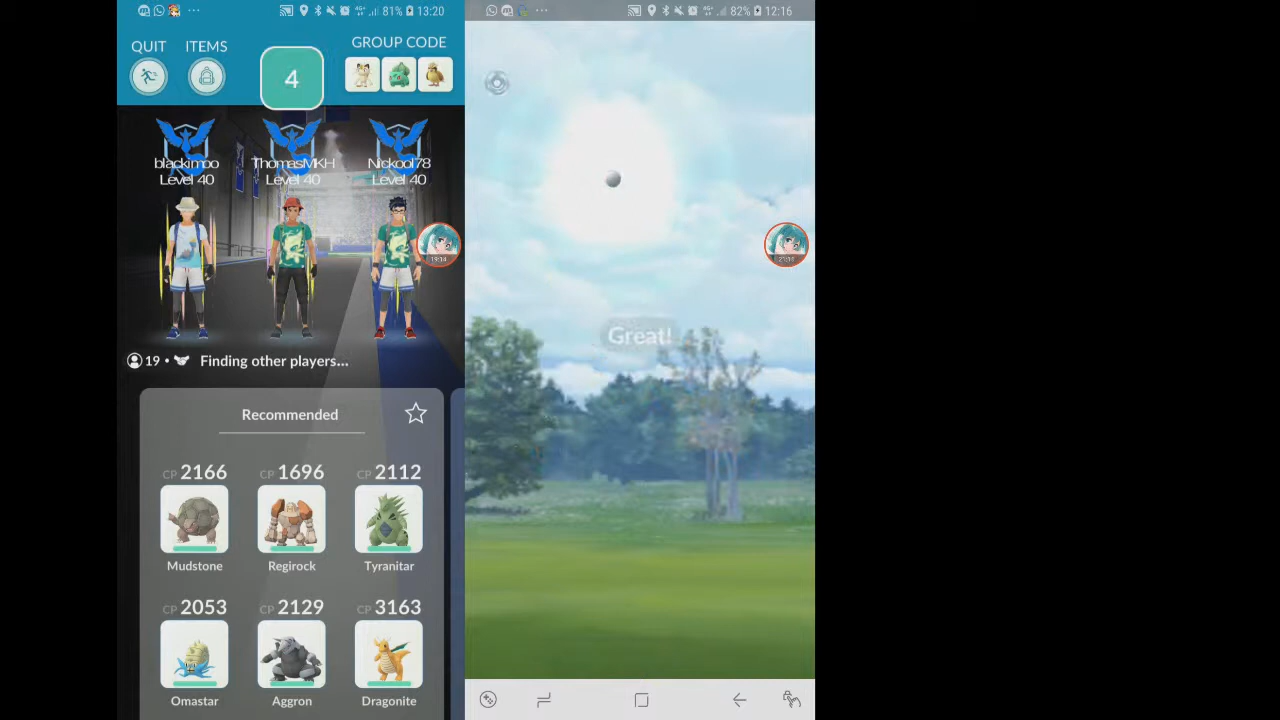 81% 13:20
QUIT ITEMS GROUP CODE
4
blackimoo ThomasMKH Nickool78
Level 40 Level 40 Level 40
19 • Finding other players...
Recommended
CP 2166 CP 1696 CP 2112
Mudstone Regirock Tyranitar
CP 2053 CP 2129 CP 3163
Omastar Aggron Dragonite
82% 12:16
Great!